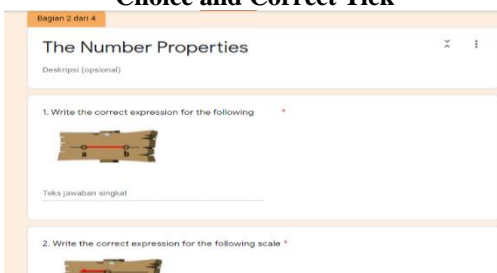 Choice and Correct Tick
Bagian 2 dari 4
The Number Properties
Deskripsi (opsional)
1. Write the correct expression for the following *
a b
Teks jawaban singkat
2. Write the correct expression for the following scale *